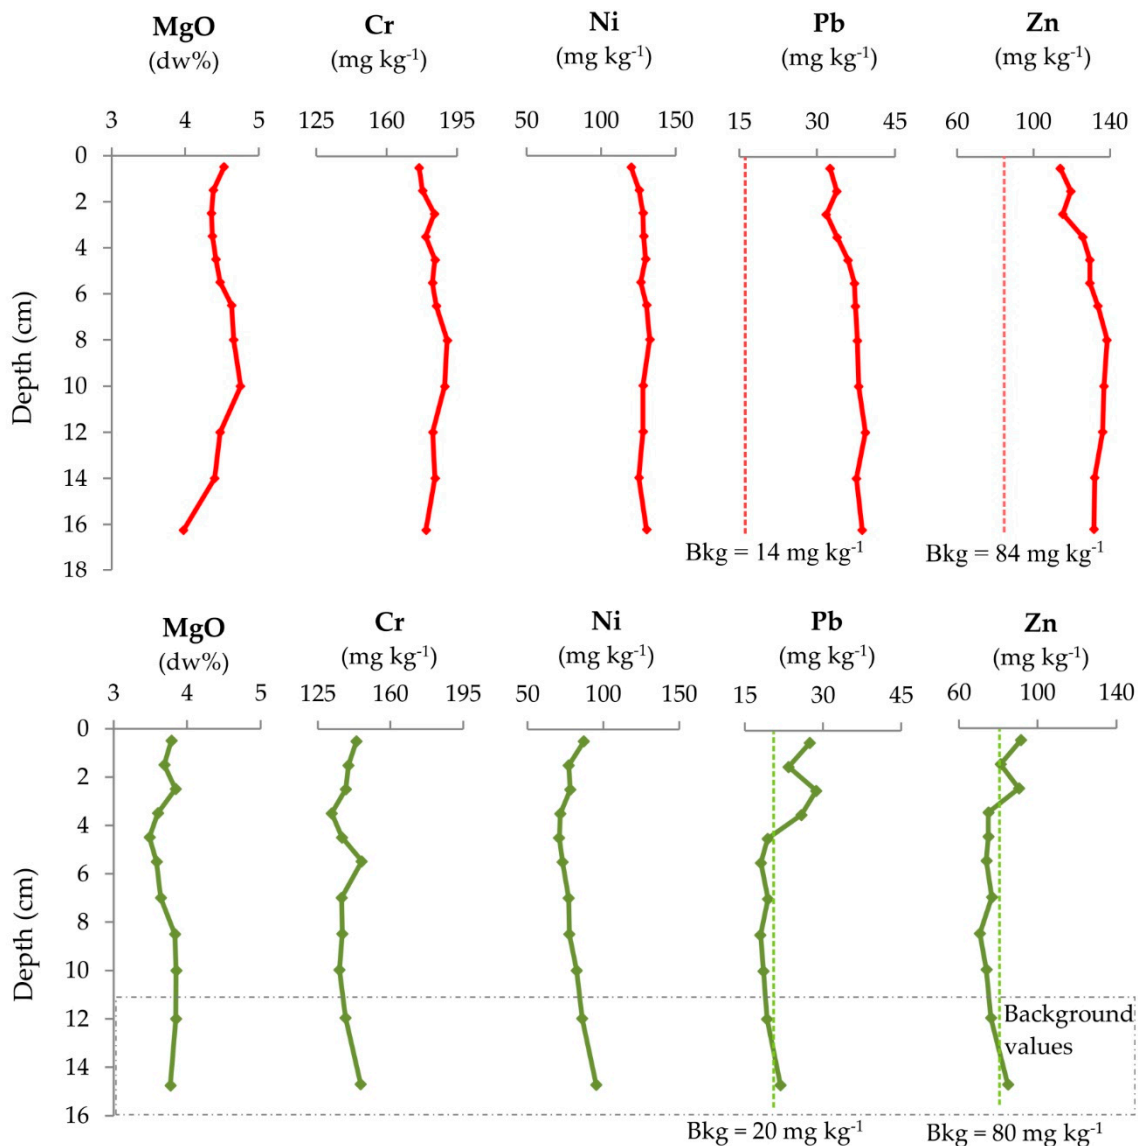 MgO Cr Ni Pb Zn
(dw%) (mg kg⁻¹) (mg kg⁻¹) (mg kg⁻¹) (mg kg⁻¹)
3 4 5 125 160 195 50 100 150 15 30 45 60 100 140
0
2
4
6
8
10
12
14
16
18
Depth (cm)
Bkg = 14 mg kg⁻¹ Bkg = 84 mg kg⁻¹
MgO Cr Ni Pb Zn
(dw%) (mg kg⁻¹) (mg kg⁻¹) (mg kg⁻¹) (mg kg⁻¹)
3 4 5 125 160 195 50 100 150 15 30 45 60 100 140
0
2
4
6
8
10
12
14
16
Depth (cm)
Background
values
Bkg = 20 mg kg⁻¹ Bkg = 80 mg kg⁻¹